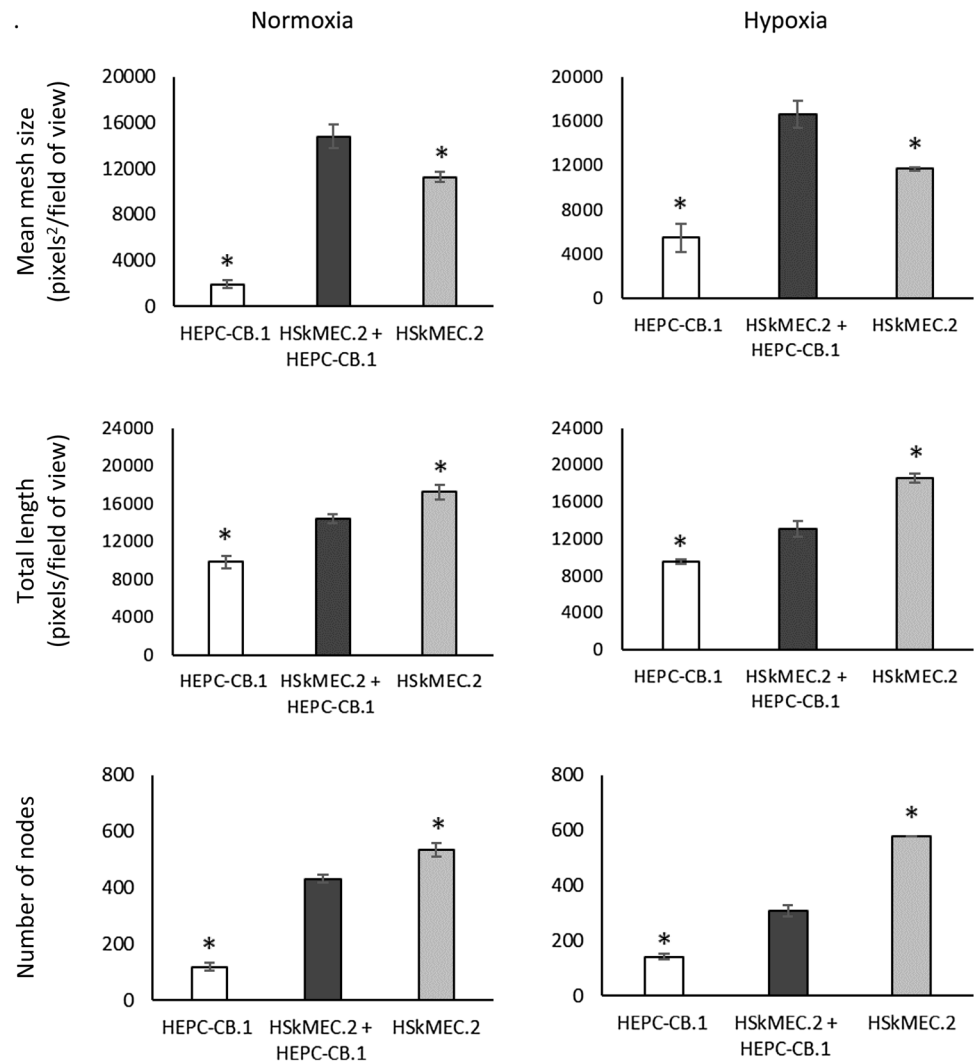 .
Normoxia
Hypoxia
Mean mesh size
(pixels²/field of view)
20000
16000
12000
8000
4000
0
*
*
HEPC-CB.1
HSkMEC.2 +
HEPC-CB.1
HSkMEC.2
20000
16000
12000
8000
4000
0
*
*
HEPC-CB.1
HSkMEC.2 +
HEPC-CB.1
HSkMEC.2
Total length
(pixels/field of view)
24000
20000
16000
12000
8000
4000
0
*
*
HEPC-CB.1
HSkMEC.2 +
HEPC-CB.1
HSkMEC.2
24000
20000
16000
12000
8000
4000
0
*
*
HEPC-CB.1
HSkMEC.2 +
HEPC-CB.1
HSkMEC.2
Number of nodes
800
600
400
200
0
*
*
HEPC-CB.1
HSkMEC.2 +
HEPC-CB.1
HSkMEC.2
800
600
400
200
0
*
*
HEPC-CB.1
HSkMEC.2 +
HEPC-CB.1
HSkMEC.2